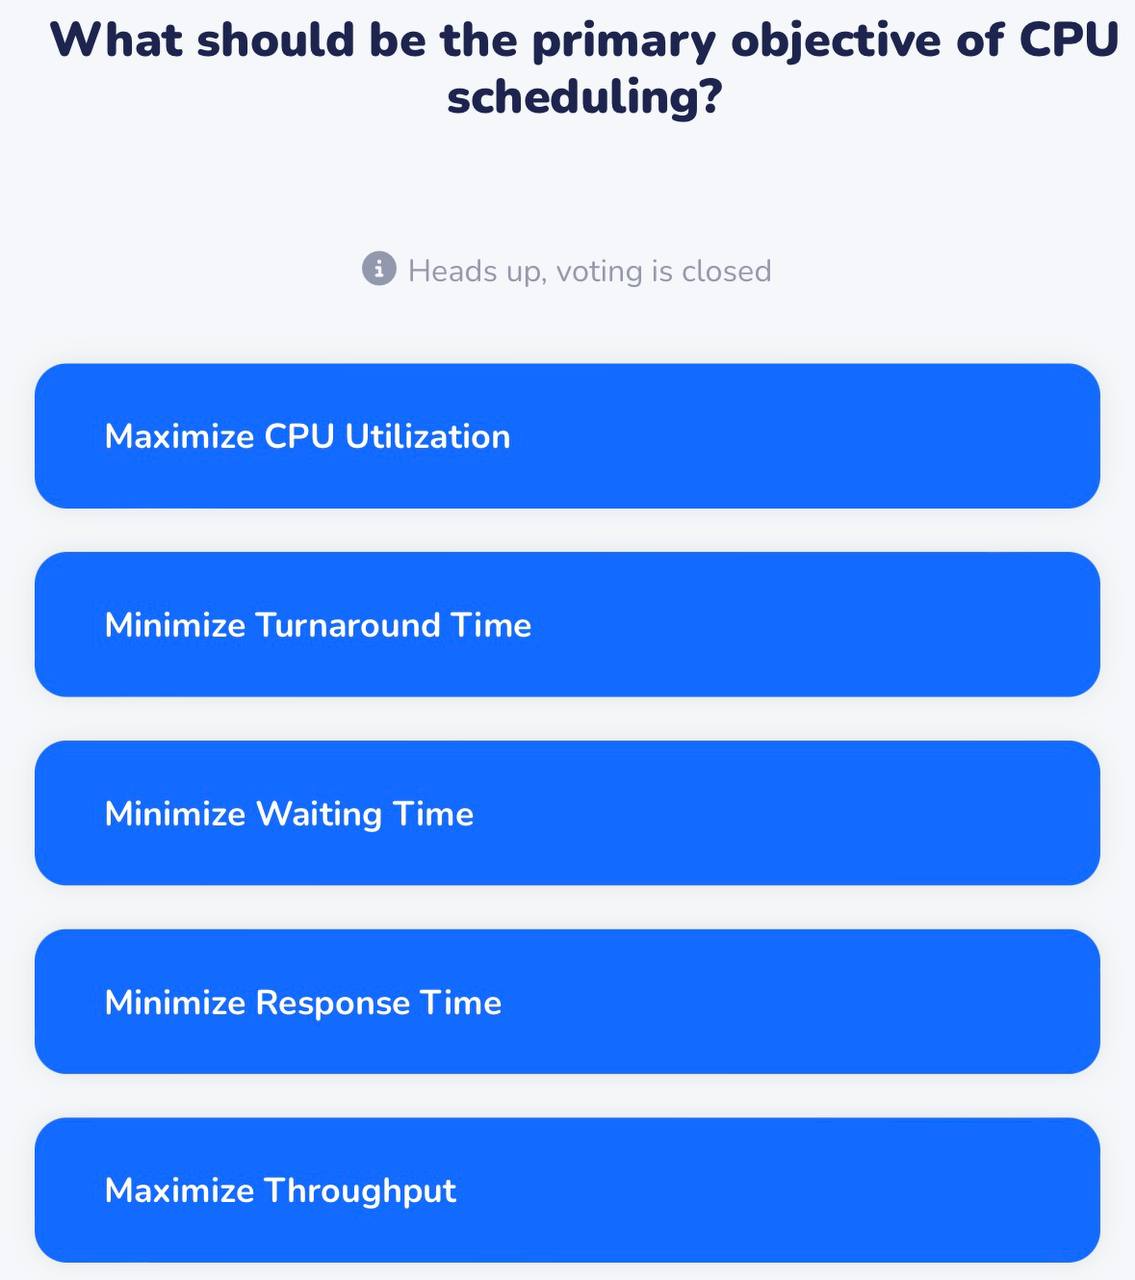 What should be the primary objective of CPU
scheduling?
Heads up, voting is closed
Maximize CPU Utilization
Minimize Turnaround Time
Minimize Waiting Time
Minimize Response Time
Maximize Throughput